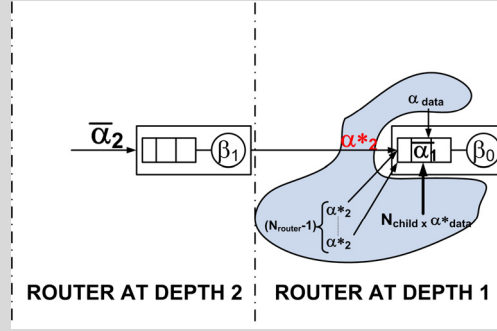 α data
ᾱ₂
β₁
α*₂
ᾱ₁
β₀
(Nrouter-1)
α*₂
α*₂
Nchild x α*data
ROUTER AT DEPTH 2
ROUTER AT DEPTH 1